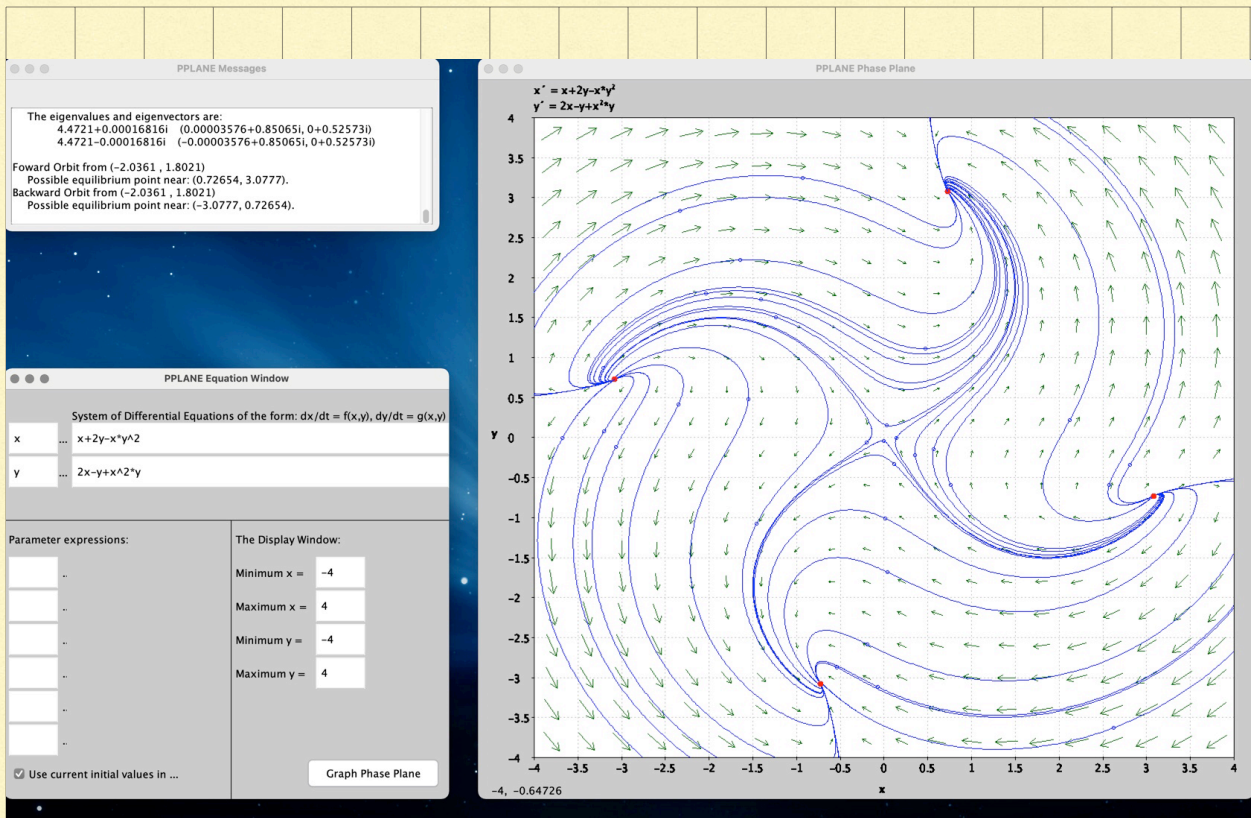 PPLANE Messages
The eigenvalues and eigenvectors are:
4.4721+0.00016816i (0.00003576+0.85065i, 0+0.52573i)
4.4721-0.00016816i (-0.00003576+0.85065i, 0+0.52573i)
Foward Orbit from (-2.0361 , 1.8021)
Possible equilibrium point near: (0.72654, 3.0777).
Backward Orbit from (-2.0361 , 1.8021)
Possible equilibrium point near: (-3.0777, 0.72654).
PPLANE Equation Window
System of Differential Equations of the form: dx/dt = f(x,y), dy/dt = g(x,y)
x ... x+2y-x*y^2
y ... 2x-y+x^2*y
Parameter expressions:
..
..
..
..
..
..
The Display Window:
Minimum x = -4
Maximum x = 4
Minimum y = -4
Maximum y = 4
Use current initial values in ...
Graph Phase Plane
PPLANE Phase Plane
x´ = x+2y-x*y²
y´ = 2x-y+x²*y
4
3.5
3
2.5
2
1.5
1
0.5
y 0
-0.5
-1
-1.5
-2
-2.5
-3
-3.5
-4
-4 -3.5 -3 -2.5 -2 -1.5 -1 -0.5 0 0.5 1 1.5 2 2.5 3 3.5 4
x
-4, -0.64726